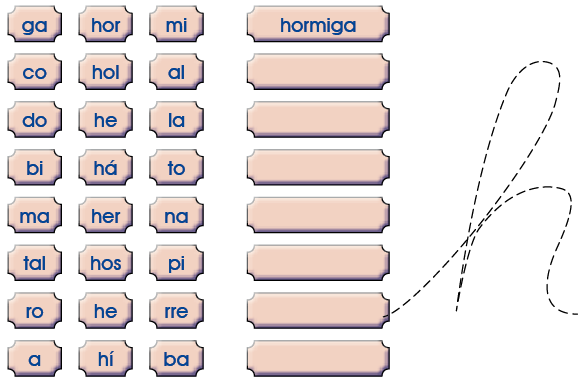 ga hor mi hormiga
co hol al
do he la
bi há to
ma her na
tal hos pi
ro he rre
a hí ba
h